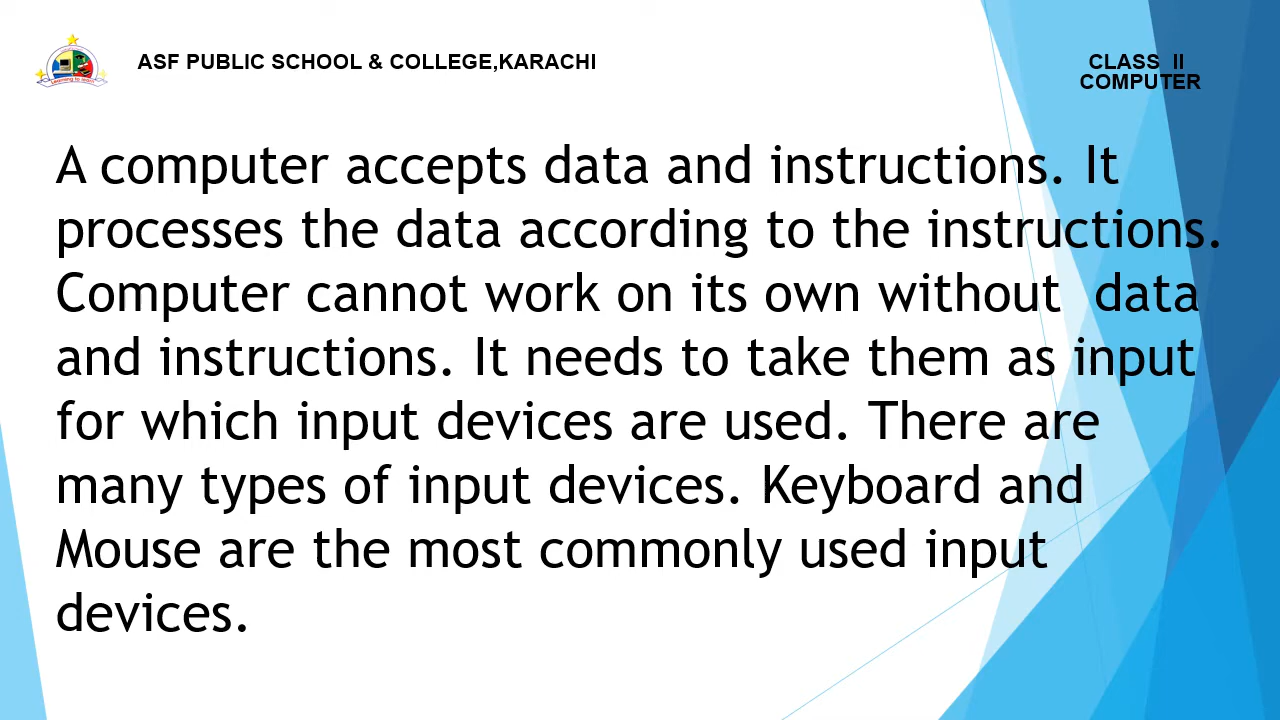 ASF PUBLIC SCHOOL & COLLEGE,KARACHI
CLASS II
COMPUTER
A computer accepts data and instructions. It
processes the data according to the instructions.
Computer cannot work on its own without data
and instructions. It needs to take them as input
for which input devices are used. There are
many types of input devices. Keyboard and
Mouse are the most commonly used input
devices.